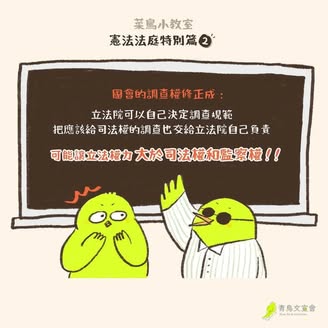 菜鳥小教室
憲法法庭特別篇2
國會的調查權修正成：
立法院可以自己決定調查規範
把應該給司法權的調查也交給立法院自己負責
可能讓立法權力大於司法權和監察權！！
青鳥文宣會